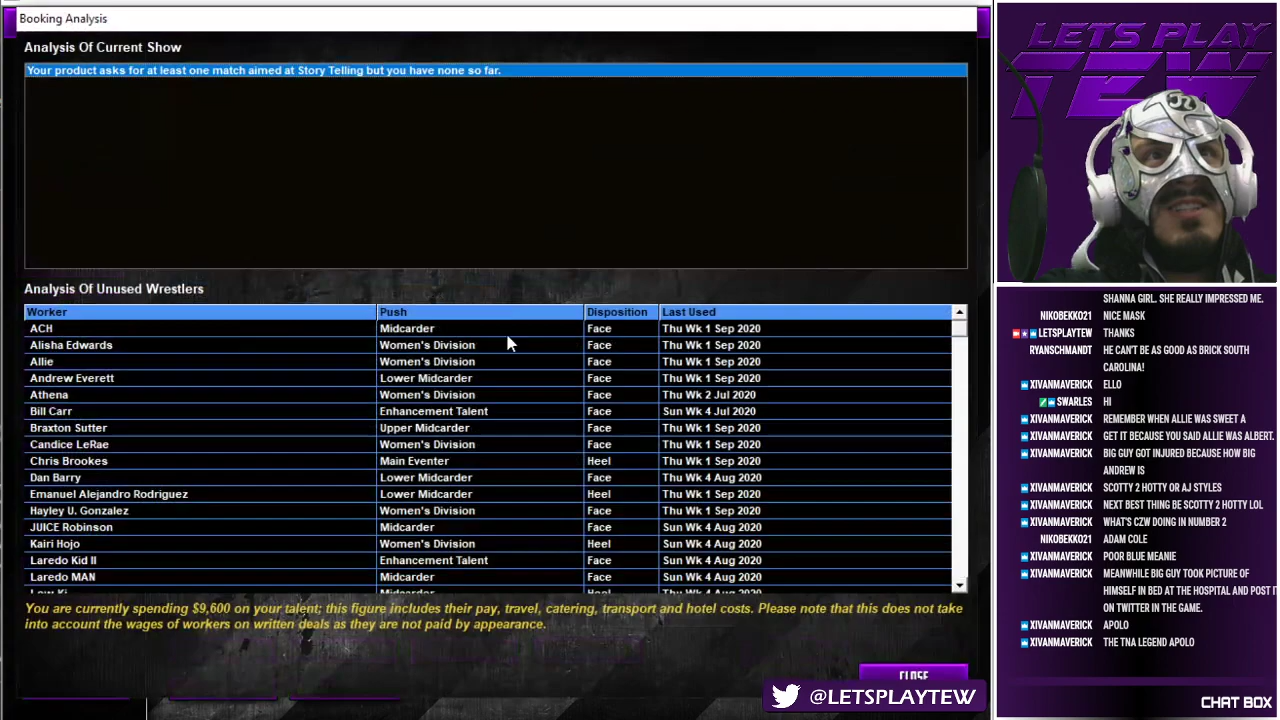 Booking Analysis
Analysis Of Current Show
Your product asks for at least one match aimed at Story Telling but you have none so far.
Analysis Of Unused Wrestlers
Worker Push Disposition Last Used
ACH Midcarder Face Thu Wk 1 Sep 2020
Alisha Edwards Women's Division Face Thu Wk 1 Sep 2020
Allie Women's Division Face Thu Wk 1 Sep 2020
Andrew Everett Lower Midcarder Face Thu Wk 1 Sep 2020
Athena Women's Division Face Thu Wk 2 Jul 2020
Bill Carr Enhancement Talent Face Sun Wk 4 Jul 2020
Braxton Sutter Upper Midcarder Face Thu Wk 1 Sep 2020
Candice LeRae Women's Division Face Thu Wk 1 Sep 2020
Chris Brookes Main Eventer Heel Thu Wk 1 Sep 2020
Dan Barry Lower Midcarder Face Thu Wk 4 Aug 2020
Emanuel Alejandro Rodriguez Lower Midcarder Heel Thu Wk 1 Sep 2020
Hayley U. Gonzalez Women's Division Face Thu Wk 1 Sep 2020
JUICE Robinson Midcarder Face Sun Wk 4 Aug 2020
Kairi Hojo Women's Division Heel Sun Wk 4 Aug 2020
Laredo Kid II Enhancement Talent Face Sun Wk 4 Aug 2020
Laredo MAN Midcarder Face Sun Wk 4 Aug 2020
You are currently spending $9,600 on your talent; this figure includes their pay, travel, catering, transport and hotel costs. Please note that this does not take
into account the wages of workers on written deals as they are not paid by appearance.
CLOSE
@LETSPLAYTEW
LETS PLAY
TEW
SHANNA GIRL. SHE REALLY IMPRESSED ME.
NIKOBEKKO21 NICE MASK
LETSPLAYTEW THANKS
RYANSCHMANDT HE CAN'T BE AS GOOD AS BRICK SOUTH
CAROLINA!
XIVANMAVERICK ELLO
SWARLES HI
XIVANMAVERICK REMEMBER WHEN ALLIE WAS SWEET A
XIVANMAVERICK GET IT BECAUSE YOU SAID ALLIE WAS ALBERT.
XIVANMAVERICK BIG GUY GOT INJURED BECAUSE HOW BIG
ANDREW IS
XIVANMAVERICK SCOTTY 2 HOTTY OR AJ STYLES
XIVANMAVERICK NEXT BEST THING BE SCOTTY 2 HOTTY LOL
XIVANMAVERICK WHAT'S CZW DOING IN NUMBER 2
NIKOBEKKO21 ADAM COLE
XIVANMAVERICK POOR BLUE MEANIE
XIVANMAVERICK MEANWHILE BIG GUY TOOK PICTURE OF
HIMSELF IN BED AT THE HOSPITAL AND POST IT
ON TWITTER IN THE GAME.
XIVANMAVERICK APOLO
XIVANMAVERICK THE TNA LEGEND APOLO
CHAT BOX